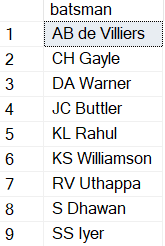 batsman
1 AB de Villiers
2 CH Gayle
3 DA Warner
4 JC Buttler
5 KL Rahul
6 KS Williamson
7 RV Uthappa
8 S Dhawan
9 SS Iyer